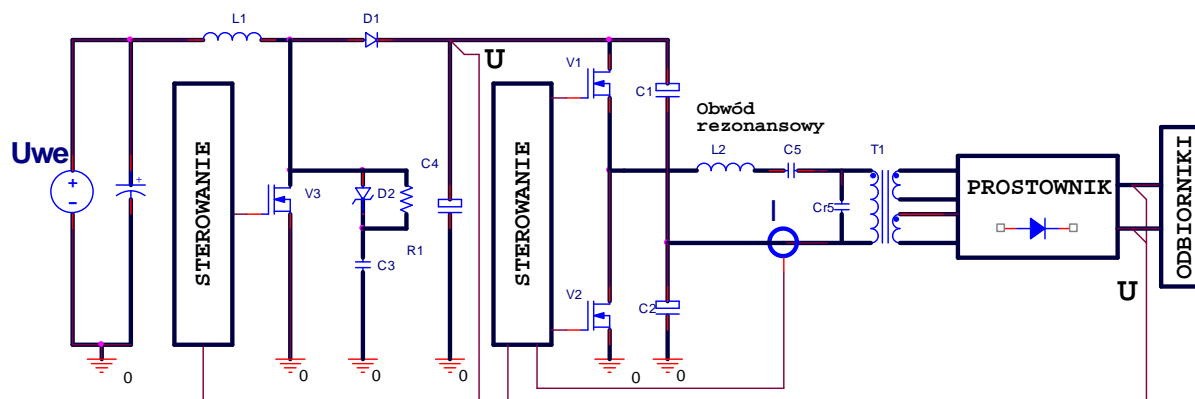 L1
D1
U
V1
C1
Obwód
rezonansowy
L2
C5
T1
Uwe
+
-
+
STEROWANIE
V3
D2
C4
R1
C3
STEROWANIE
V2
C2
I
Cr5
PROSTOWNIK
U
ODBIORNIKI
0
0
0
0
0
0